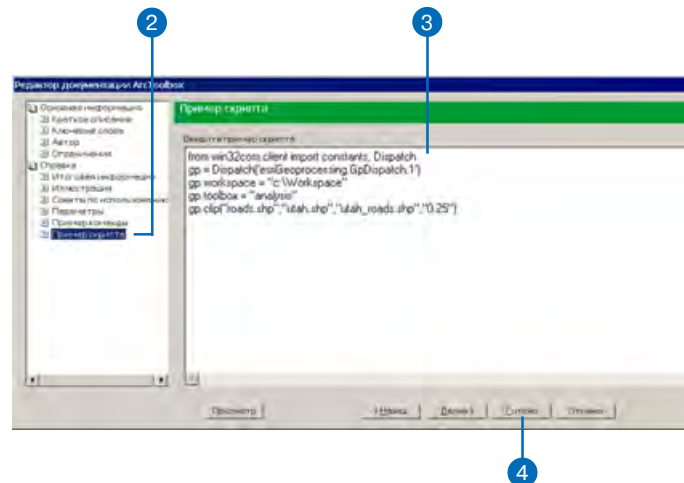 2
3
Редактор документации ArcToolbox
Основная информация
Краткое описание
Ключевые слова
Автор
Ограничения
Справка
Итоговая информация
Иллюстрация
Советы по использованию
Параметры
Пример команды
Пример скрипта
Пример скрипта
Введите пример скрипта
from win32com.client import constants, Dispatch
gp = Dispatch('esriGeoprocessing.GpDispatch.1')
gp.workspace = "c:\Workspace"
gp.toolbox = "analysis"
gp.clip("roads.shp","utah.shp","utah_roads.shp","0.25")
Просмотр
< Назад
Далее >
Готово
Отмена
4